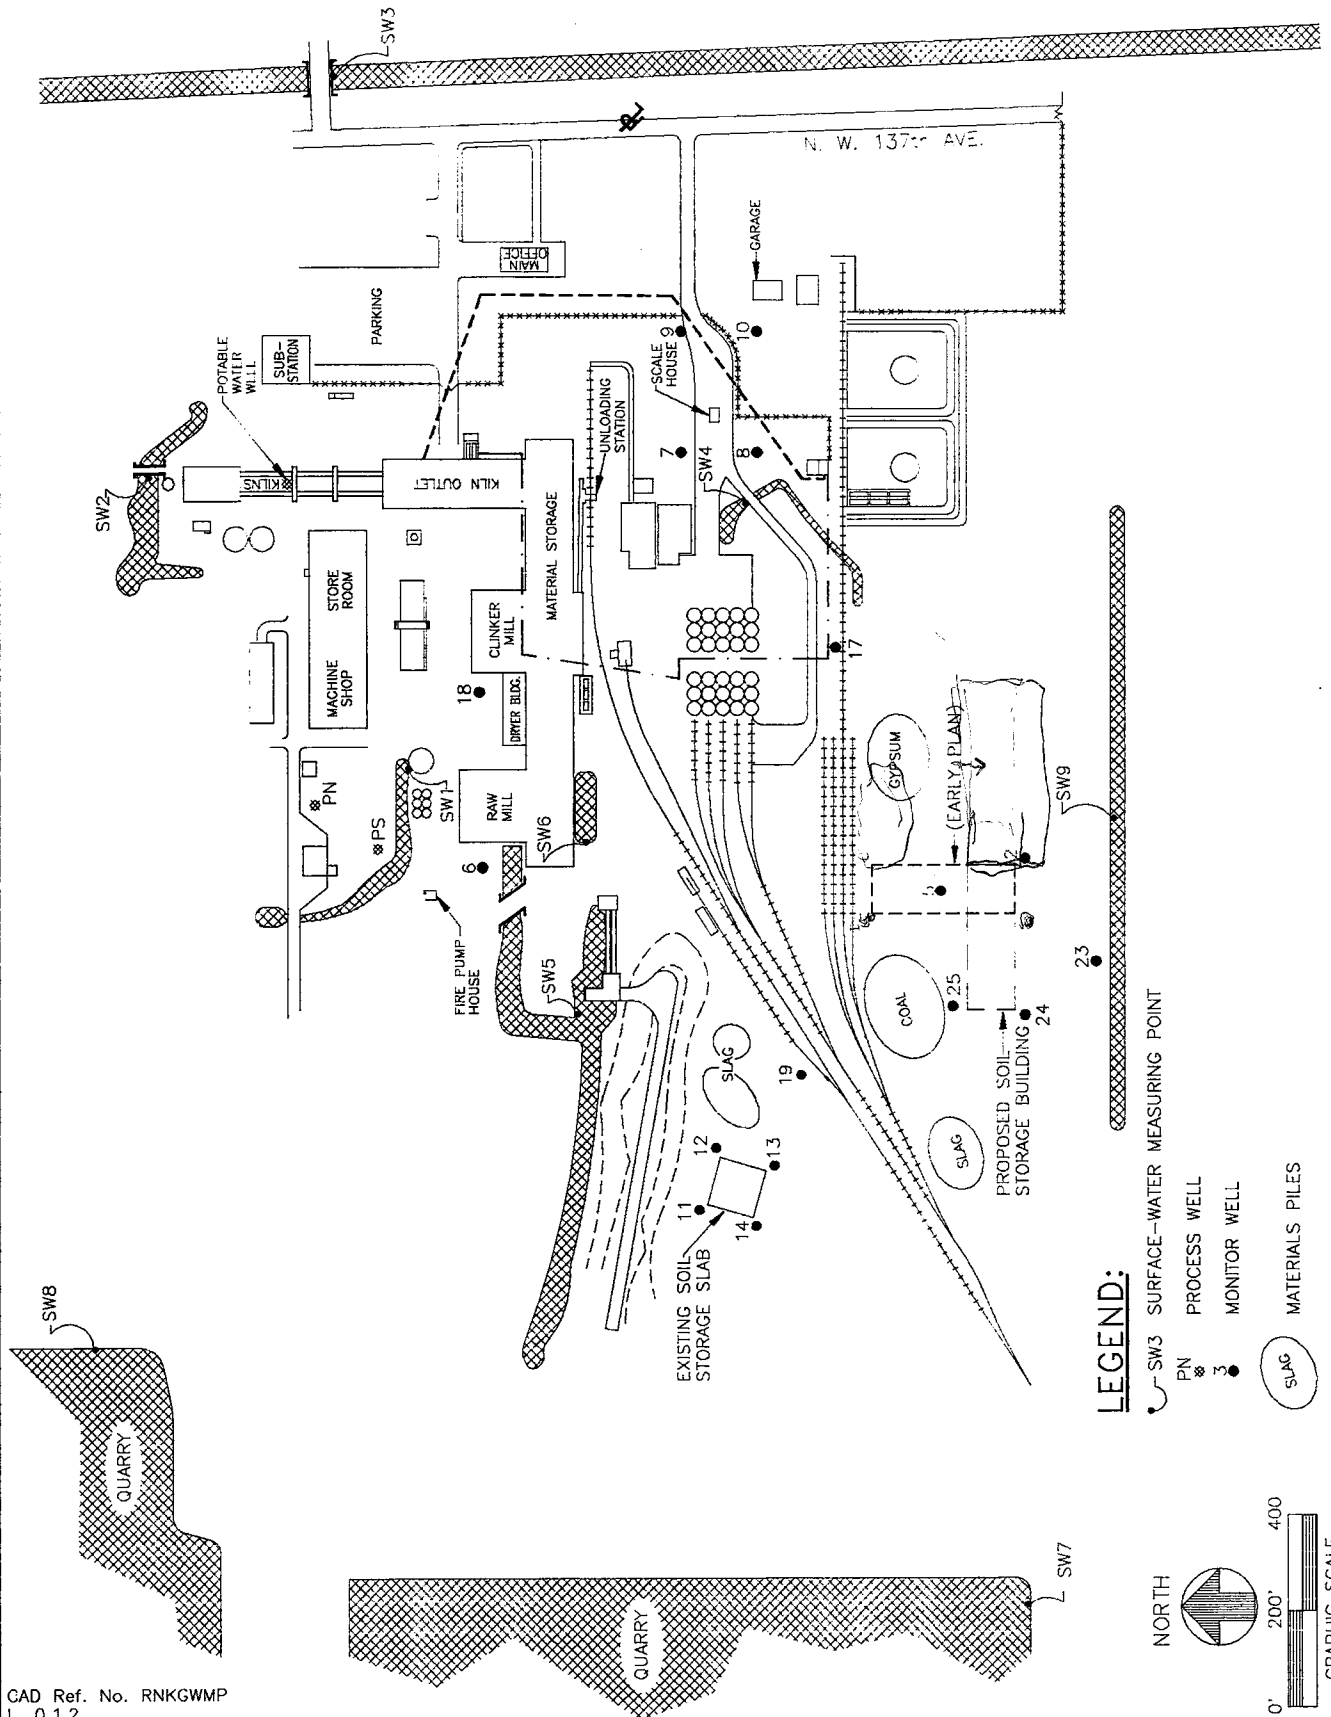 SW3
N. W. 137th AVE.
GARAGE
MAIN
OFFICE
PARKING
SUB-
STATION
POTABLE
WATER
WELL
SW2
KILNS
KILN OUTLET
UNLOADING
STATION
SCALE
HOUSE
9
10
7
8
SW4
MATERIAL STORAGE
STORE
ROOM
MACHINE
SHOP
CLINKER
MILL
18
DRYER BLDG.
17
PN
PS
SW1
RAW
MILL
SW6
6
FIRE PUMP
HOUSE
SW5
GYPSUM
(EARLY PLAN)
SW9
2
5
COAL
25
24
23
PROPOSED SOIL
STORAGE BUILDING
SLAG
19
SLAG
12
13
11
14
EXISTING SOIL
STORAGE SLAB
SW8
QUARRY
QUARRY
SW7
LEGEND:
SW3 SURFACE-WATER MEASURING POINT
PN PROCESS WELL
3 MONITOR WELL
SLAG MATERIALS PILES
NORTH
0' 200' 400
GRAPHIC SCALE
CAD Ref. No. RNKGWMP